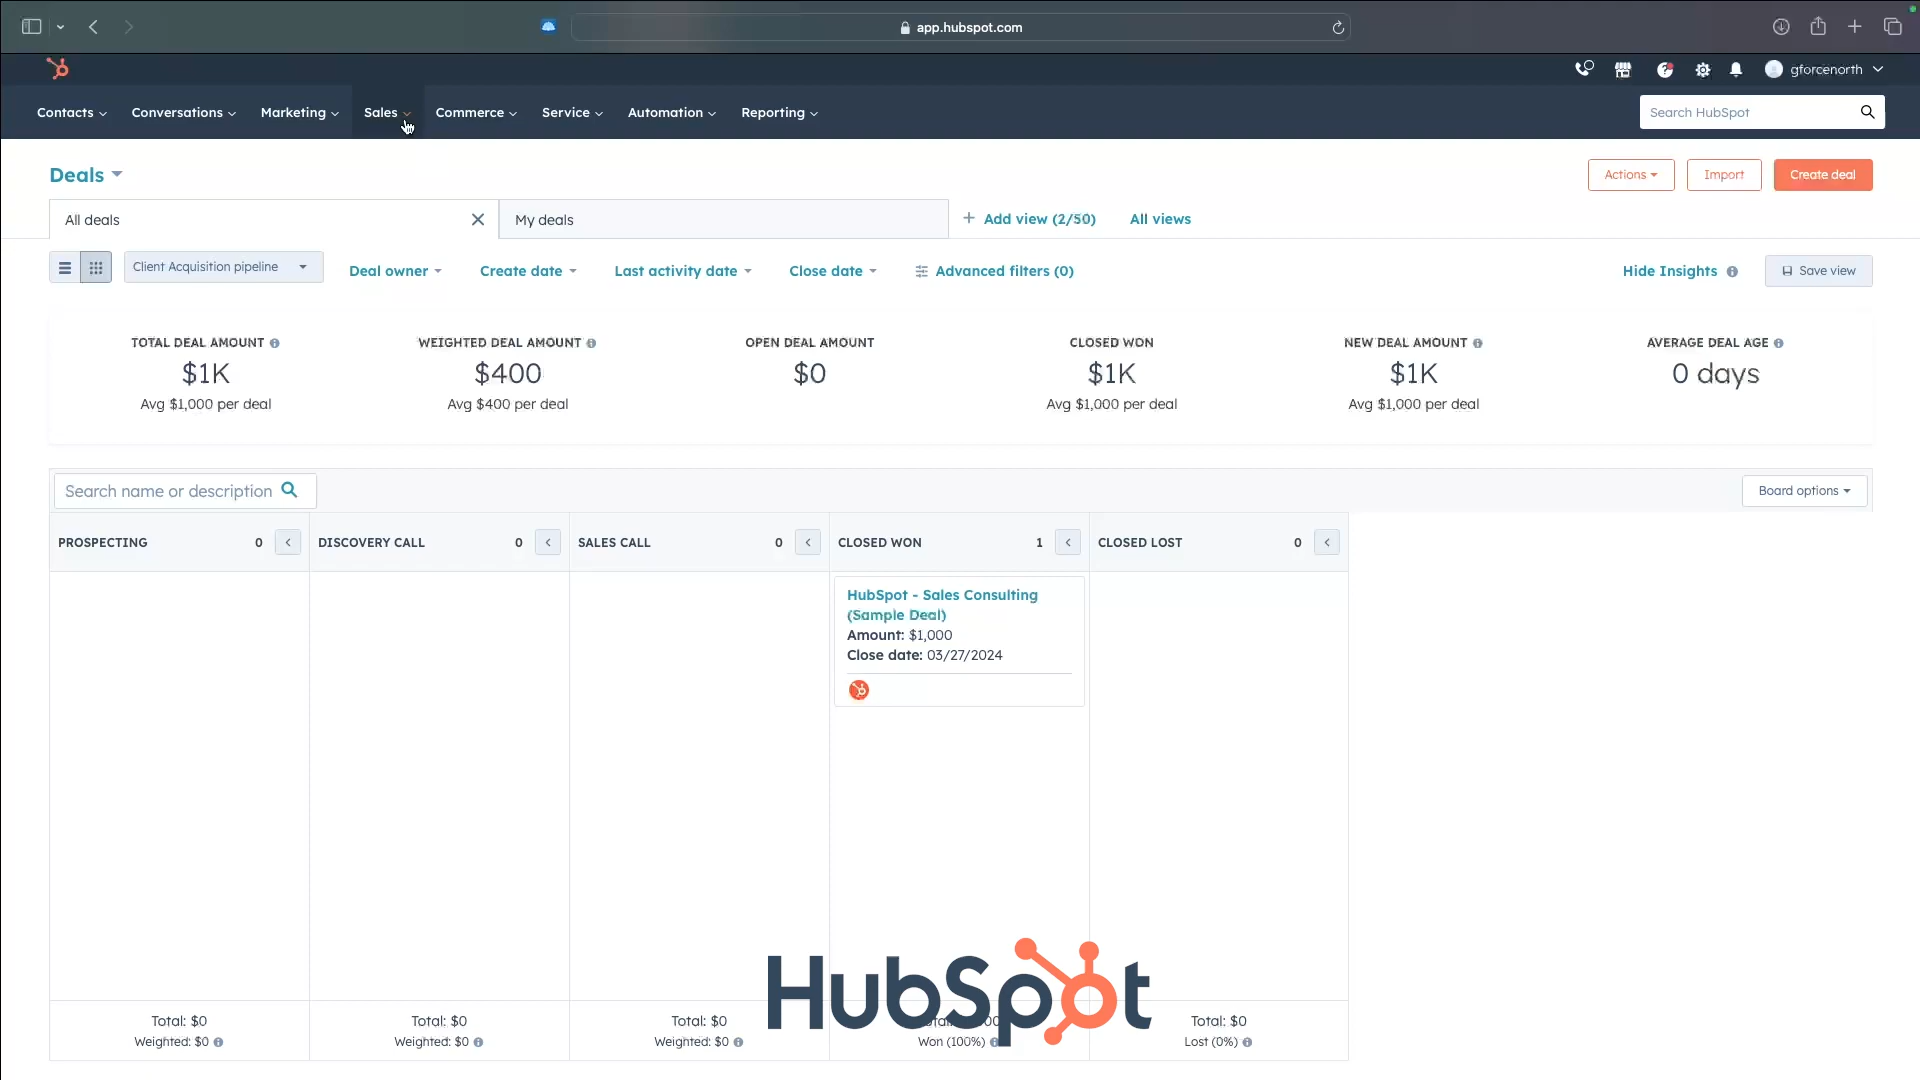 app.hubspot.com
gforcenorth
Contacts Conversations Marketing Sales Commerce Service Automation Reporting Search HubSpot
Deals Actions Import Create deal
All deals My deals + Add view (2/50) All views
Client Acquisition pipeline Deal owner Create date Last activity date Close date Advanced filters (0) Hide Insights Save view
TOTAL DEAL AMOUNT WEIGHTED DEAL AMOUNT OPEN DEAL AMOUNT CLOSED WON NEW DEAL AMOUNT AVERAGE DEAL AGE
$1K $400 $0 $1K $1K 0 days
Avg $1,000 per deal Avg $400 per deal Avg $1,000 per deal Avg $1,000 per deal
Search name or description Board options
PROSPECTING 0 DISCOVERY CALL 0 SALES CALL 0 CLOSED WON 1 CLOSED LOST 0
HubSpot - Sales Consulting
(Sample Deal)
Amount: $1,000
Close date: 03/27/2024
HubSpot
Total: $0 Total: $0 Total: $0 Total: $0
Weighted: $0 Weighted: $0 Weighted: $0 Won (100%) Lost (0%)